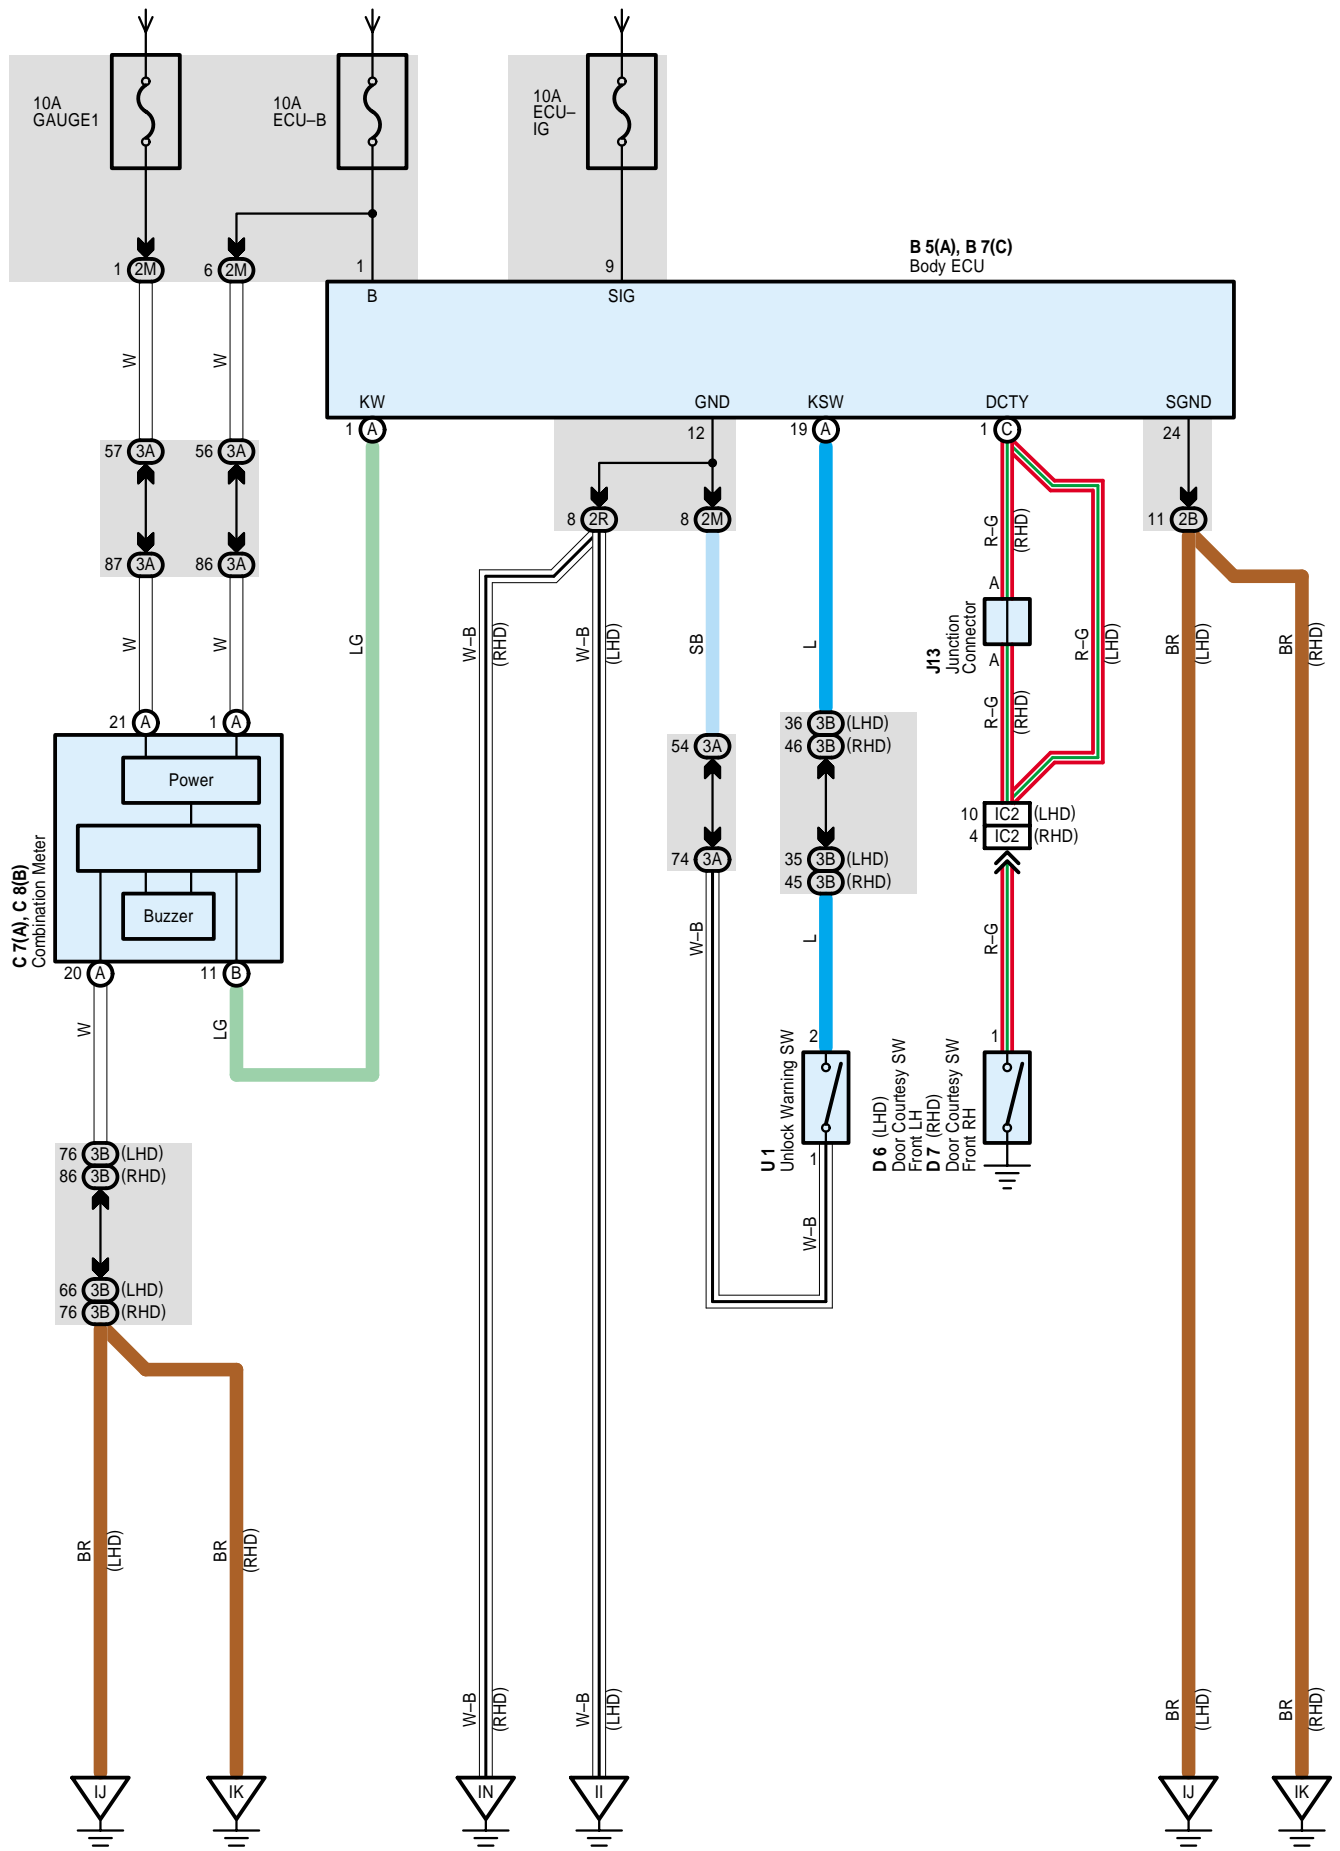 10A
GAUGE1
10A
ECU–B
10A
ECU–
IG
1 2M
6 2M
1
9
B 5(A), B 7(C)
Body ECU
B
SIG
KW
GND
KSW
DCTY
SGND
1 A
12
19 A
1 C
24
W
W
57 3A
56 3A
87 3A
86 3A
8 2R
8 2M
11 2B
R–G
(RHD)
A
J13
Junction
Connector
A
R–G
(RHD)
R–G
(LHD)
W
W
LG
W–B
(RHD)
W–B
(LHD)
SB
L
BR
(LHD)
BR
(RHD)
21 A
1 A
36 3B (LHD)
46 3B (RHD)
54 3A
74 3A
35 3B (LHD)
45 3B (RHD)
10 IC2 (LHD)
4 IC2 (RHD)
Power
Buzzer
C 7(A), C 8(B)
Combination Meter
20 A
11 B
W
LG
W–B
L
R–G
2
1
U 1
Unlock Warning SW
1
D 6 (LHD)
Door Courtesy SW
Front LH
D 7 (RHD)
Door Courtesy SW
Front RH
W–B
76 3B (LHD)
86 3B (RHD)
66 3B (LHD)
76 3B (RHD)
BR
(LHD)
BR
(RHD)
W–B
(RHD)
W–B
(LHD)
BR
(LHD)
BR
(RHD)
IJ
IK
IN
II
IJ
IK